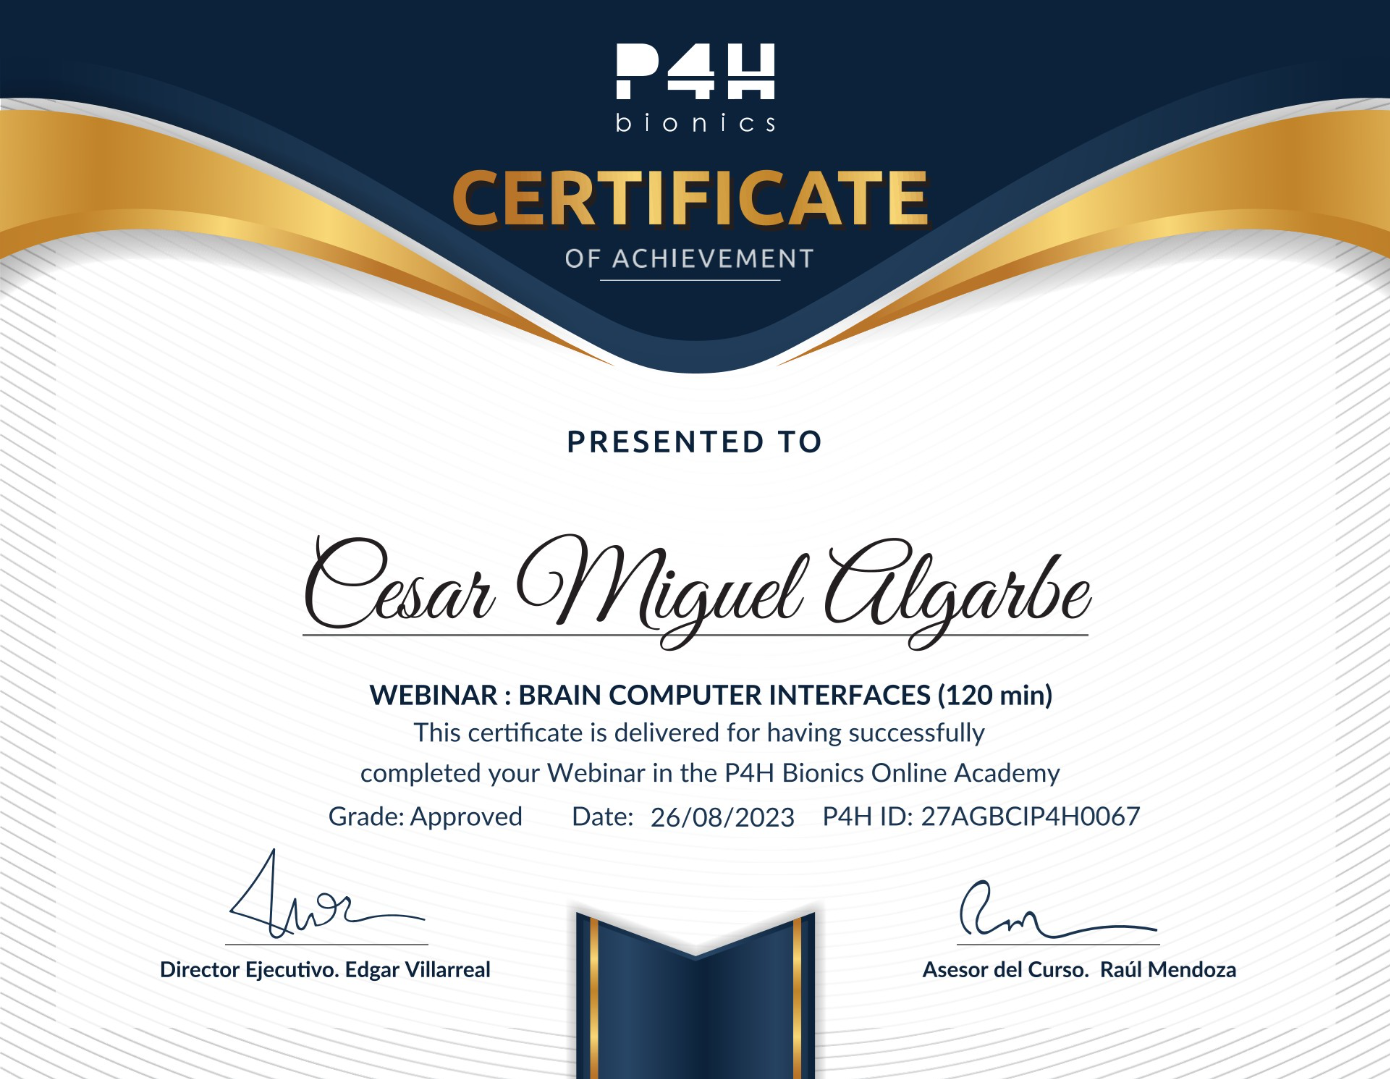 P4H
bionics
CERTIFICATE
OF ACHIEVEMENT
PRESENTED TO
Cesar Miguel Algarbe
WEBINAR : BRAIN COMPUTER INTERFACES (120 min)
This certificate is delivered for having successfully
completed your Webinar in the P4H Bionics Online Academy
Grade: Approved Date: 26/08/2023 P4H ID: 27AGBCIP4H0067
Director Ejecutivo. Edgar Villarreal
Asesor del Curso. Raúl Mendoza